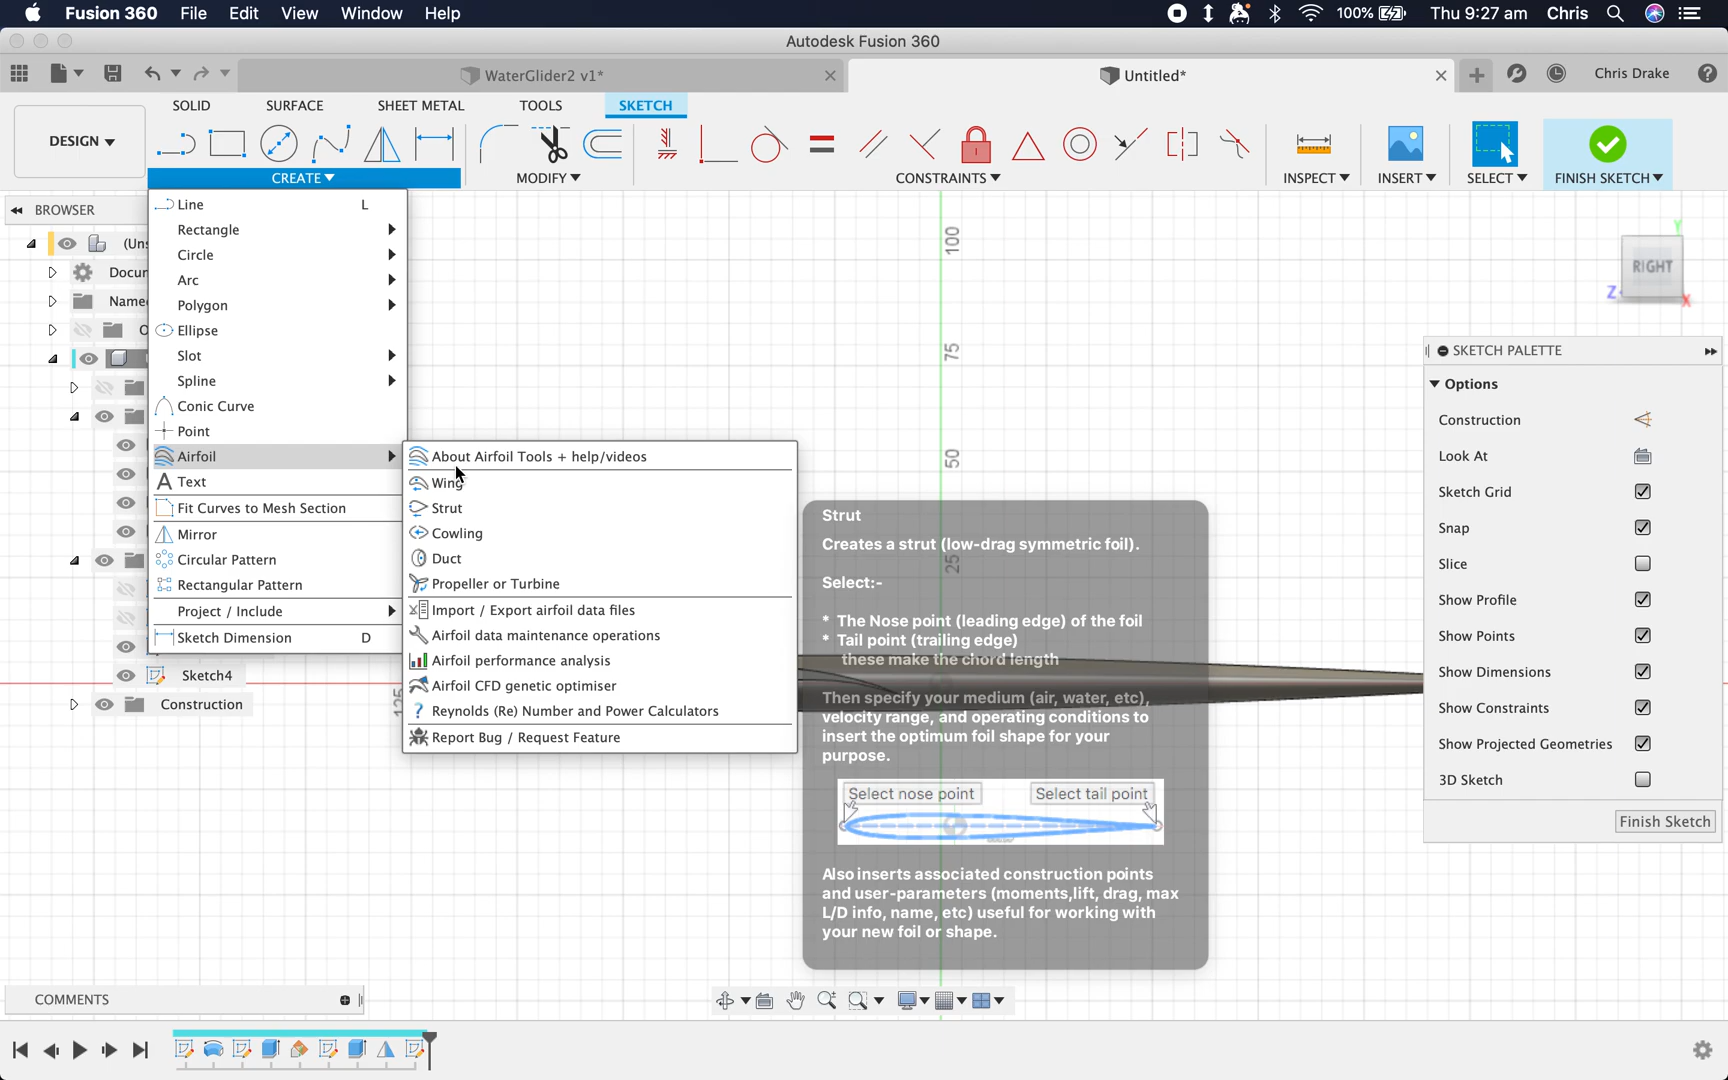 Fusion 360 File Edit View Window Help
100% Thu 9:27 am Chris
Autodesk Fusion 360
WaterGlider2 v1*
Untitled*
Chris Drake
SOLID SURFACE SHEET METAL TOOLS SKETCH
DESIGN
CREATE MODIFY CONSTRAINTS INSPECT INSERT SELECT FINISH SKETCH
BROWSER
(Uns
Docum
Name
O
Sketch4
Construction
Line L
Rectangle
Circle
Arc
Polygon
Ellipse
Slot
Spline
Conic Curve
Point
Airfoil
Text
Fit Curves to Mesh Section
Mirror
Circular Pattern
Rectangular Pattern
Project / Include
Sketch Dimension D
About Airfoil Tools + help/videos
Wing
Strut
Cowling
Duct
Propeller or Turbine
Import / Export airfoil data files
Airfoil data maintenance operations
Airfoil performance analysis
Airfoil CFD genetic optimiser
Reynolds (Re) Number and Power Calculators
Report Bug / Request Feature
100
75
50
25
125
Strut
Creates a strut (low-drag symmetric foil).
Select:-
* The Nose point (leading edge) of the foil
* Tail point (trailing edge)
these make the chord length
Then specify your medium (air, water, etc),
velocity range, and operating conditions to
insert the optimum foil shape for your
purpose.
Select nose point Select tail point
Also inserts associated construction points
and user-parameters (moments,lift, drag, max
L/D info, name, etc) useful for working with
your new foil or shape.
RIGHT
Y
Z
X
SKETCH PALETTE
Options
Construction
Look At
Sketch Grid
Snap
Slice
Show Profile
Show Points
Show Dimensions
Show Constraints
Show Projected Geometries
3D Sketch
Finish Sketch
COMMENTS